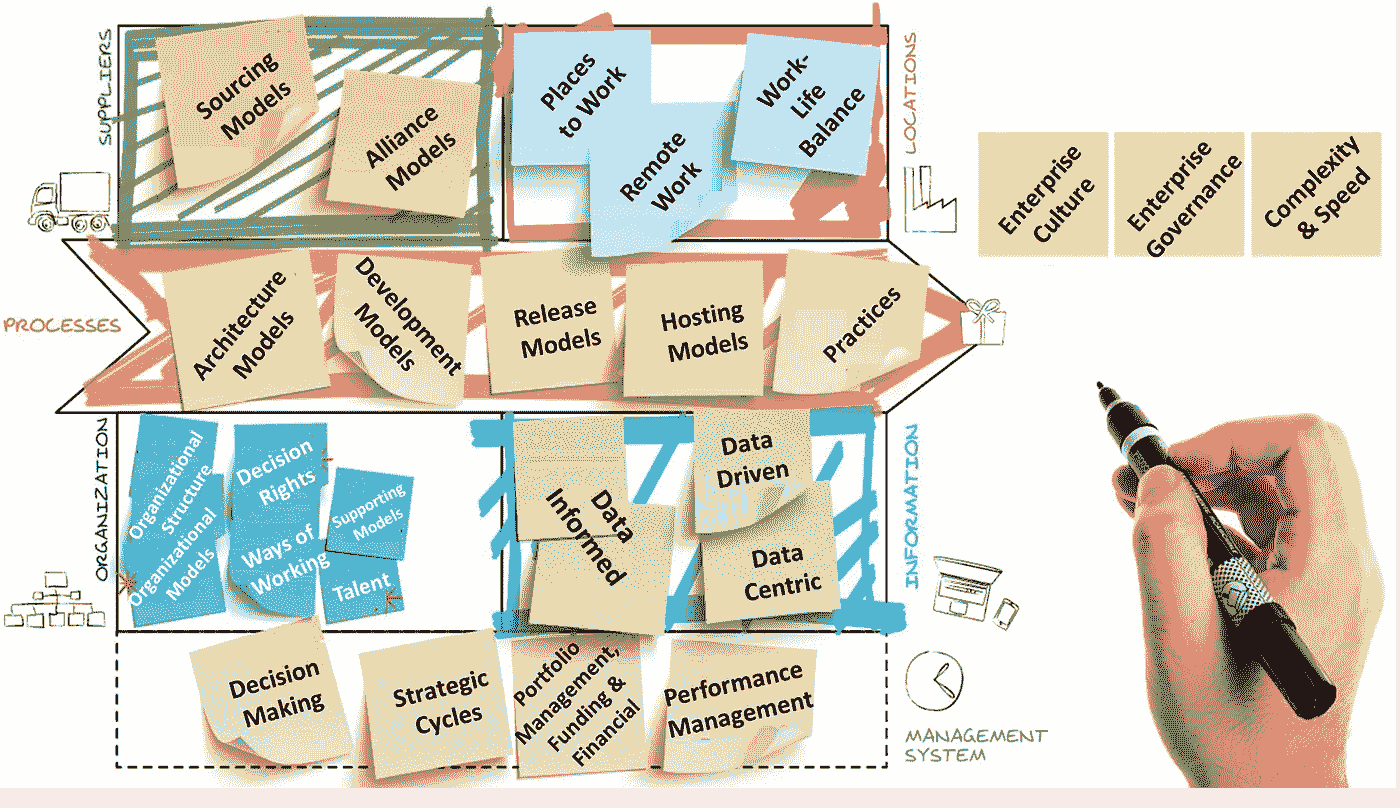 SUPPLIERS
Sourcing
Models
Alliance
Models
Places
to Work
Remote
Work
Work-
Life
Balance
LOCATIONS
Enterprise
Culture
Enterprise
Governance
Complexity
& Speed
PROCESSES
Architecture
Models
Development
Models
Release
Models
Hosting
Models
Practices
ORGANIZATION
Organizational
Structure
Organizational
Models
Decision
Rights
Ways of
Working
Supporting
Models
Talent
Data
Informed
Data
Driven
Data
Centric
INFORMATION
Decision
Making
Strategic
Cycles
Portfolio
Management,
Funding &
Financial
Performance
Management
MANAGEMENT
SYSTEM